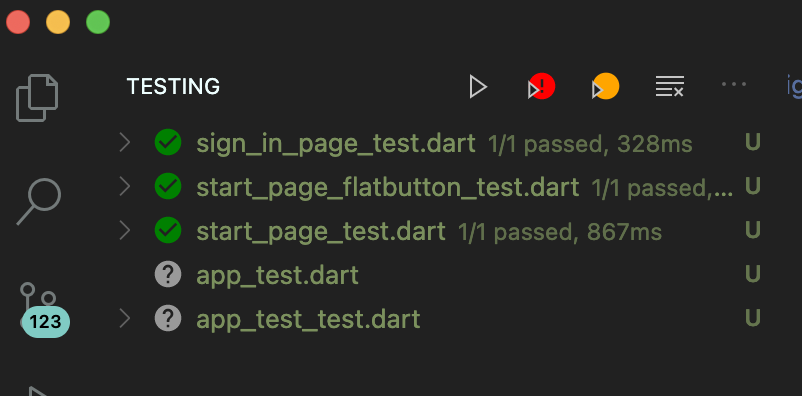 TESTING
ig
sign_in_page_test.dart 1/1 passed, 328ms U
start_page_flatbutton_test.dart 1/1 passed,... U
start_page_test.dart 1/1 passed, 867ms U
app_test.dart U
app_test_test.dart U
123